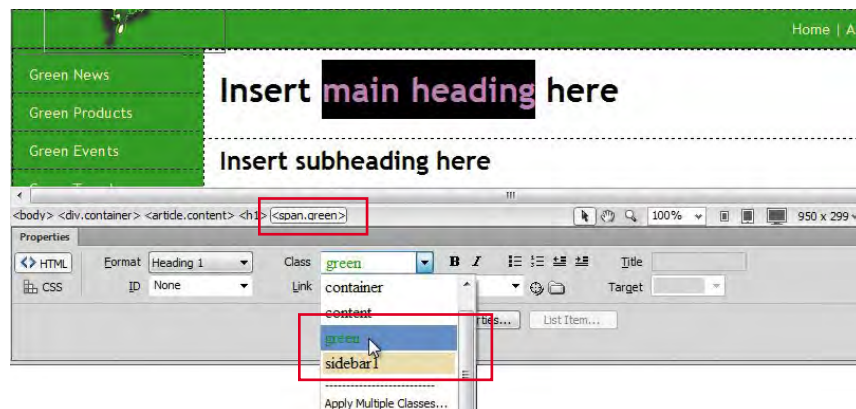 Home | A
Green News
Insert main heading here
Green Products
Green Events
Insert subheading here
<body> <div.container> <article.content> <h1> <span.green>
100%
950 x 299
Properties
<> HTML Format Heading 1 Class green B I Title
CSS ID None Link container Target
content
green rties... List Item...
sidebar1
Apply Multiple Classes...